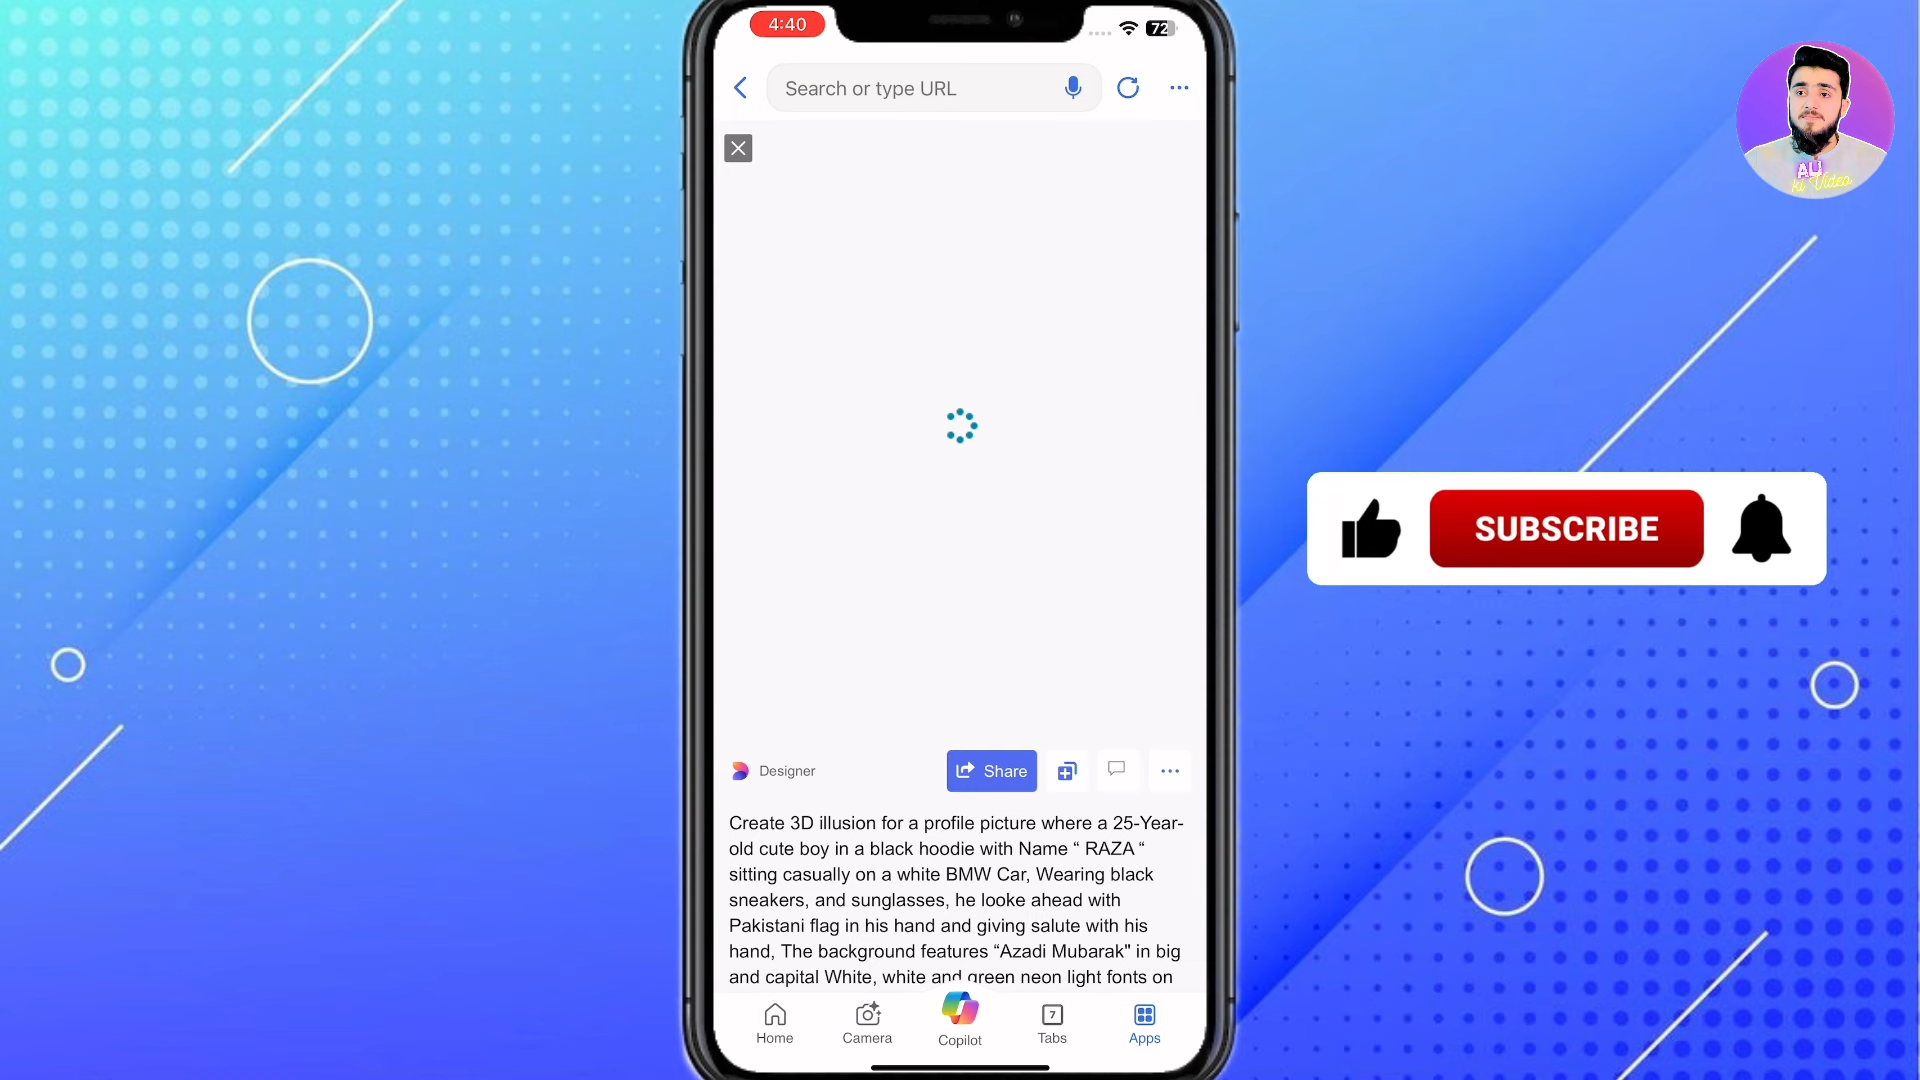 4:40
72
Search or type URL
ALI
ki Video
SUBSCRIBE
Designer
Share
Create 3D illusion for a profile picture where a 25-Year-
old cute boy in a black hoodie with Name “ RAZA “
sitting casually on a white BMW Car, Wearing black
sneakers, and sunglasses, he looke ahead with
Pakistani flag in his hand and giving salute with his
hand, The background features “Azadi Mubarak" in big
and capital White, white and green neon light fonts on
7
Home
Camera
Copilot
Tabs
Apps